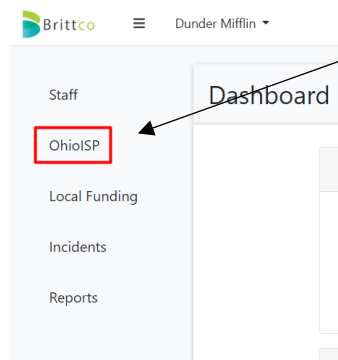 Brittco
Dunder Mifflin
Staff
Dashboard
OhioISP
Local Funding
Incidents
Reports